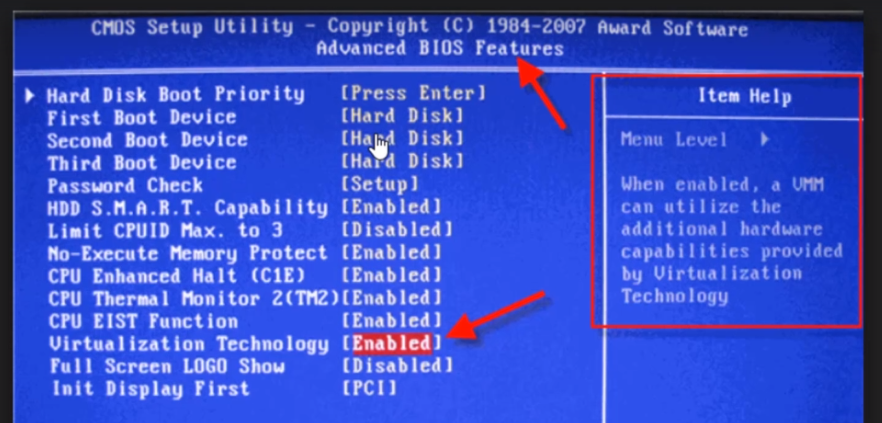 CMOS Setup Utility - Copyright (C) 1984-2007 Award Software
Advanced BIOS Features
Hard Disk Boot Priority [Press Enter]
First Boot Device [Hard Disk]
Second Boot Device [Hard Disk]
Third Boot Device [Hard Disk]
Password Check [Setup]
HDD S.M.A.R.T. Capability [Enabled]
Limit CPUID Max. to 3 [Disabled]
No-Execute Memory Protect [Enabled]
CPU Enhanced Halt (C1E) [Enabled]
CPU Thermal Monitor 2(TM2)[Enabled]
CPU EIST Function [Enabled]
Virtualization Technology [Enabled]
Full Screen LOGO Show [Disabled]
Init Display First [PCI]
Item Help
Menu Level
When enabled, a VMM
can utilize the
additional hardware
capabilities provided
by Virtualization
Technology